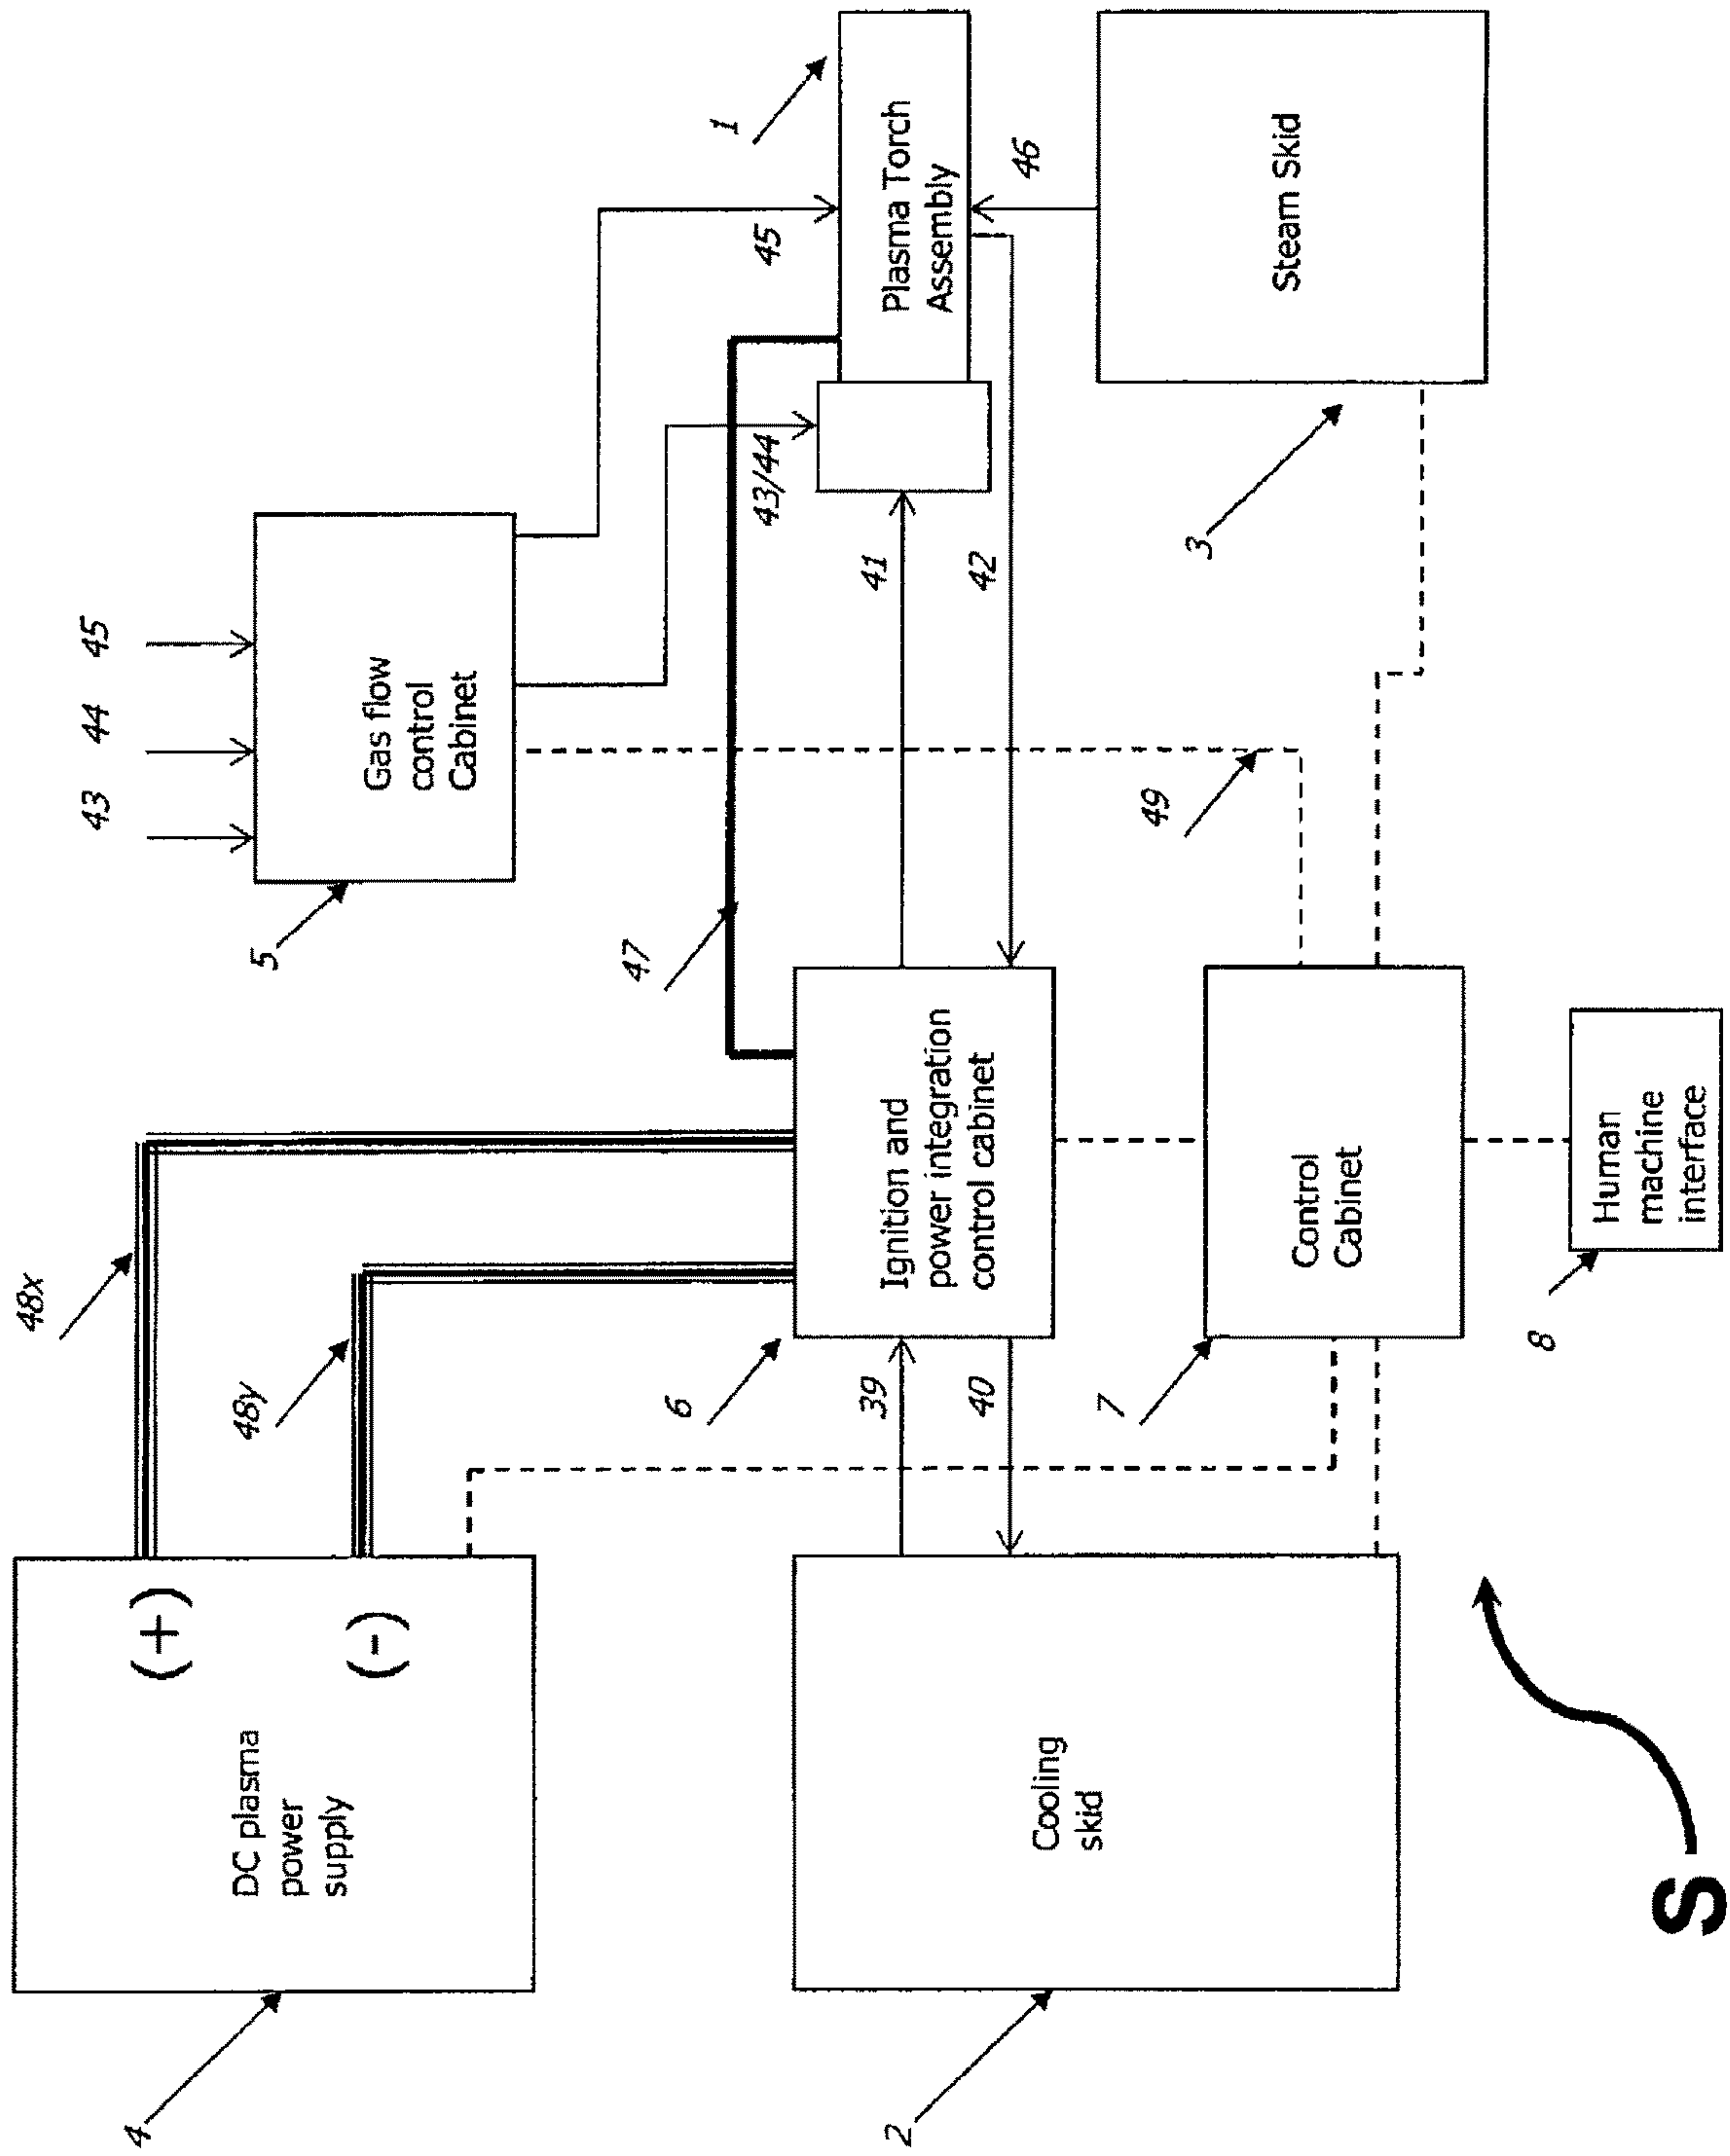 4
DC plasma
power
supply
(+)
(-)
48x
48y
43
44
45
5
Gas flow
control
Cabinet
47
45
43/44
1
Plasma Torch
Assembly
2
Cooling
skid
39
40
6
Ignition and
power integration
control cabinet
41
42
46
7
Control
Cabinet
49
3
Steam Skid
8
Human
machine
interface
S